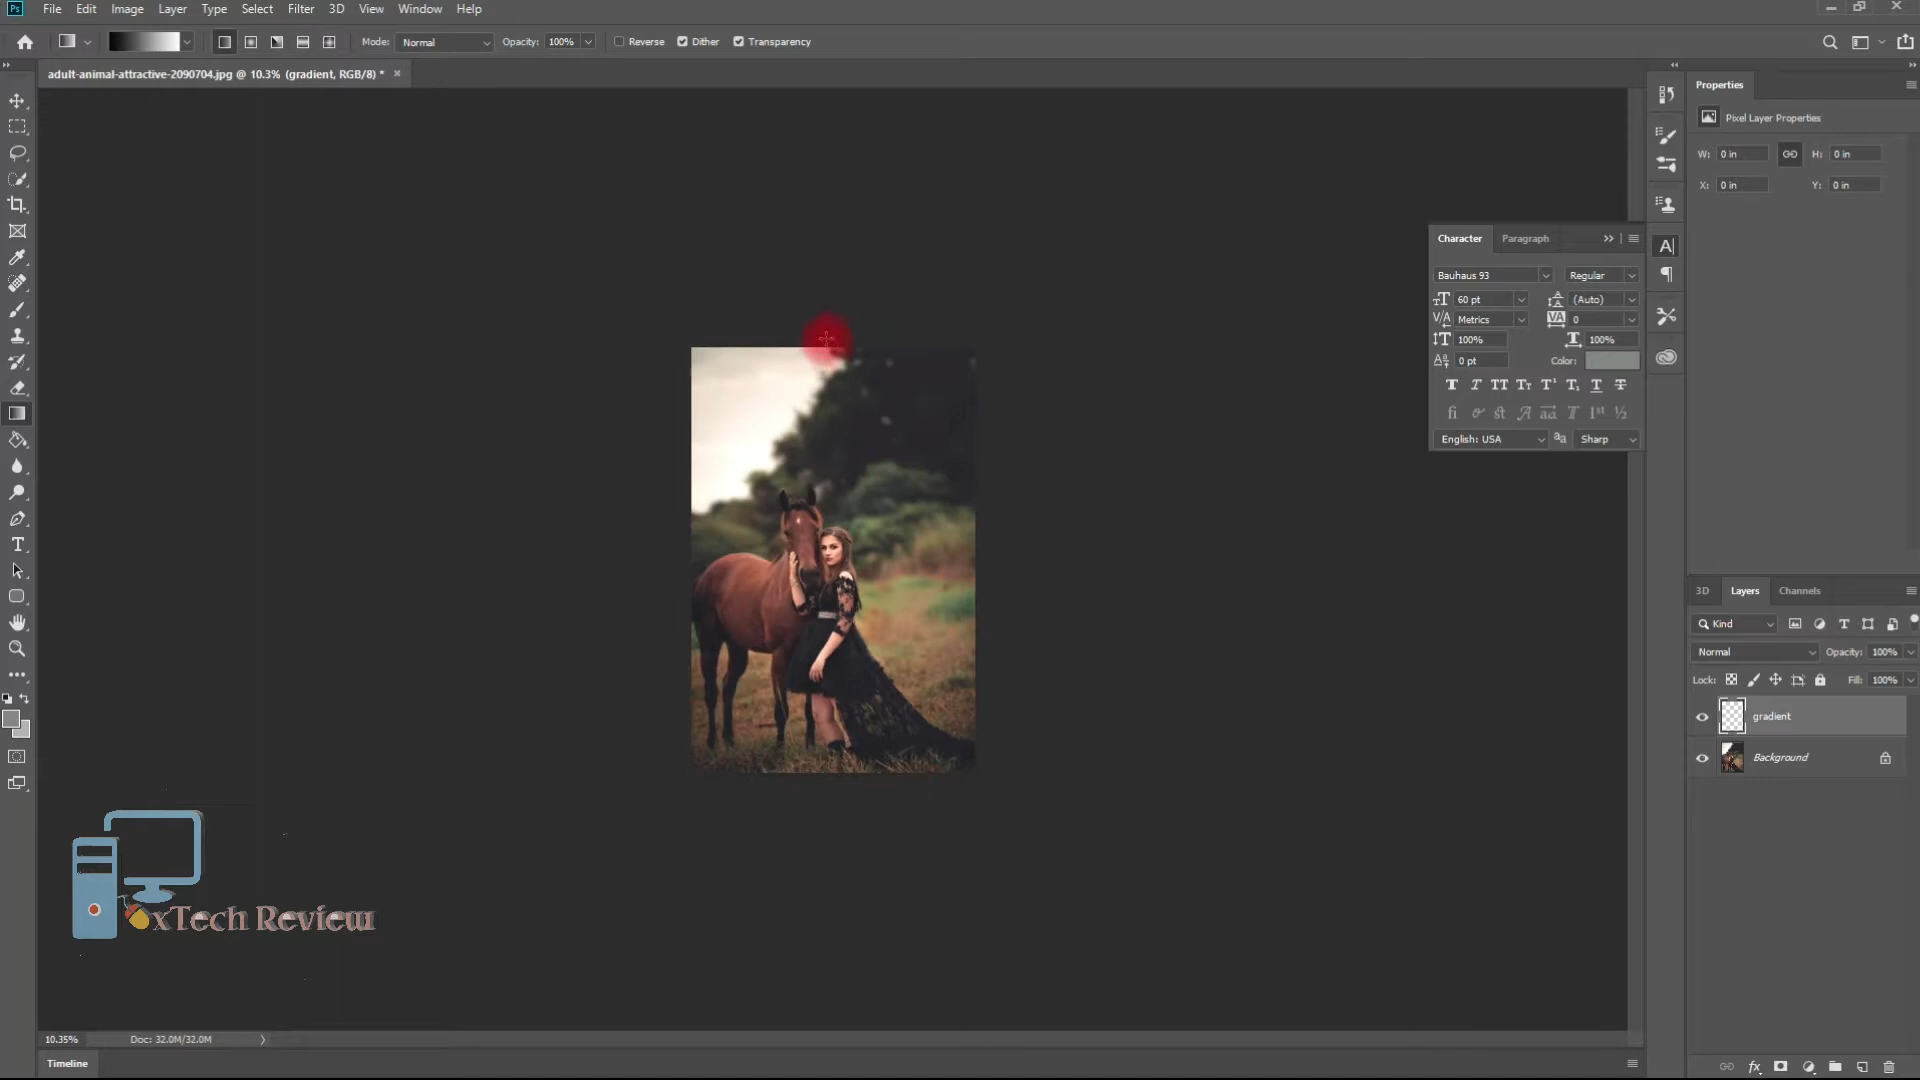 Ps File Edit Image Layer Type Select Filter 3D View Window Help
Mode: Normal Opacity: 100% Reverse Dither Transparency
adult-animal-attractive-2090704.jpg @ 10.3% (gradient, RGB/8) *
Properties
Pixel Layer Properties
W: 0 in H: 0 in
X: 0 in Y: 0 in
Character Paragraph
Bauhaus 93 Regular
60 pt (Auto)
Metrics 0
100% 100%
0 pt Color:
English: USA Sharp
3D Layers Channels
Kind
Normal Opacity: 100%
Lock: Fill: 100%
gradient
Background
xTech Review
10.35% Doc: 32.0M/32.0M
Timeline